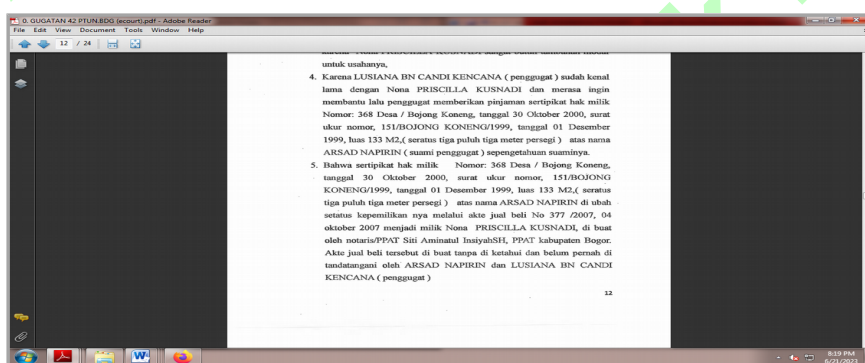 0. GUGATAN 42 PTUN.BDG (ecourt).pdf - Adobe Reader
File Edit View Document Tools Window Help
12 / 24
untuk usahanya,
4. Karena LUSIANA BN CANDI KENCANA ( penggugat ) sudah kenal
lama dengan Nona PRISCILLA KUSNADI dan merasa ingin
membantu lalu penggugat memberikan pinjaman sertipikat hak milik
Nomor: 368 Desa / Bojong Koneng, tanggal 30 Oktober 2000, surat
ukur nomor, 151/BOJONG KONENG/1999, tanggal 01 Desember
1999, luas 133 M2,( seratus tiga puluh tiga meter persegi ) atas nama
ARSAD NAPIRIN ( suami penggugat ) sepengetahuan suaminya.
5. Bahwa sertipikat hak milik Nomor: 368 Desa / Bojong Koneng,
tanggal 30 Oktober 2000, surat ukur nomor, 151/BOJONG
KONENG/1999, tanggal 01 Desember 1999, luas 133 M2,( seratus
tiga puluh tiga meter persegi ) atas nama ARSAD NAPIRIN di ubah
setatus kepemilikan nya melalui akte jual beli No 377 /2007, 04
oktober 2007 menjadi milik Nona PRISCILLA KUSNADI, di buat
oleh notaris/PPAT Siti Aminatul InsiyahSH, PPAT kabupaten Bogor.
Akte jual beli tersebut di buat tanpa di ketahui dan belum pernah di
tandatangani oleh ARSAD NAPIRIN dan LUSIANA BN CANDI
KENCANA ( penggugat )
12
8:19 PM
6/21/2023